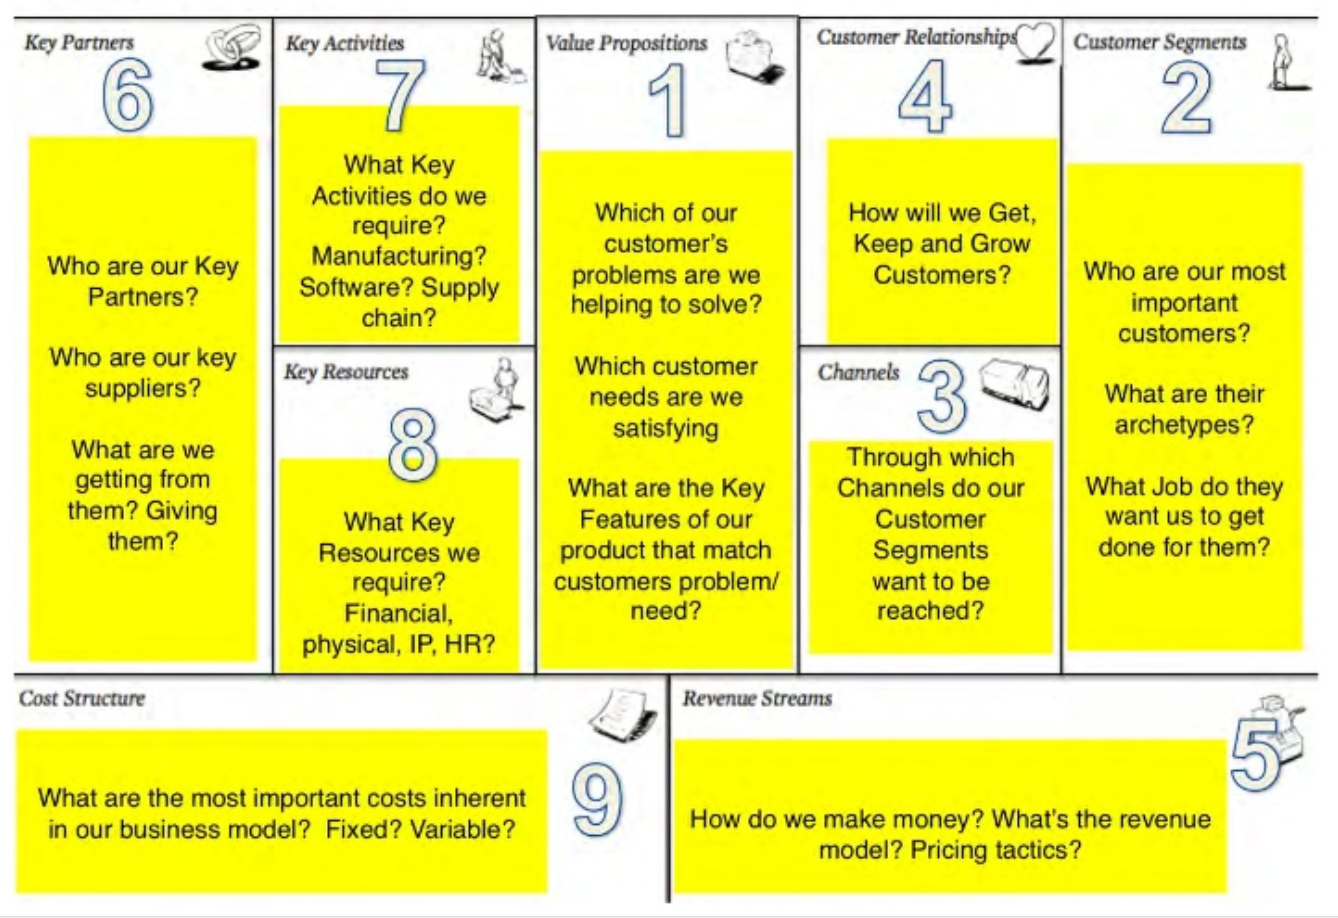 Key Partners
6
Who are our Key
Partners?
Who are our key
suppliers?
What are we
getting from
them? Giving
them?
Key Activities
7
What Key
Activities do we
require?
Manufacturing?
Software? Supply
chain?
Key Resources
8
What Key
Resources we
require?
Financial,
physical, IP, HR?
Value Propositions
1
Which of our
customer's
problems are we
helping to solve?
Which customer
needs are we
satisfying
What are the Key
Features of our
product that match
customers problem/
need?
Customer Relationships
4
How will we Get,
Keep and Grow
Customers?
Channels
3
Through which
Channels do our
Customer
Segments
want to be
reached?
Customer Segments
2
Who are our most
important
customers?
What are their
archetypes?
What Job do they
want us to get
done for them?
Cost Structure
9
What are the most important costs inherent
in our business model? Fixed? Variable?
Revenue Streams
5
How do we make money? What's the revenue
model? Pricing tactics?